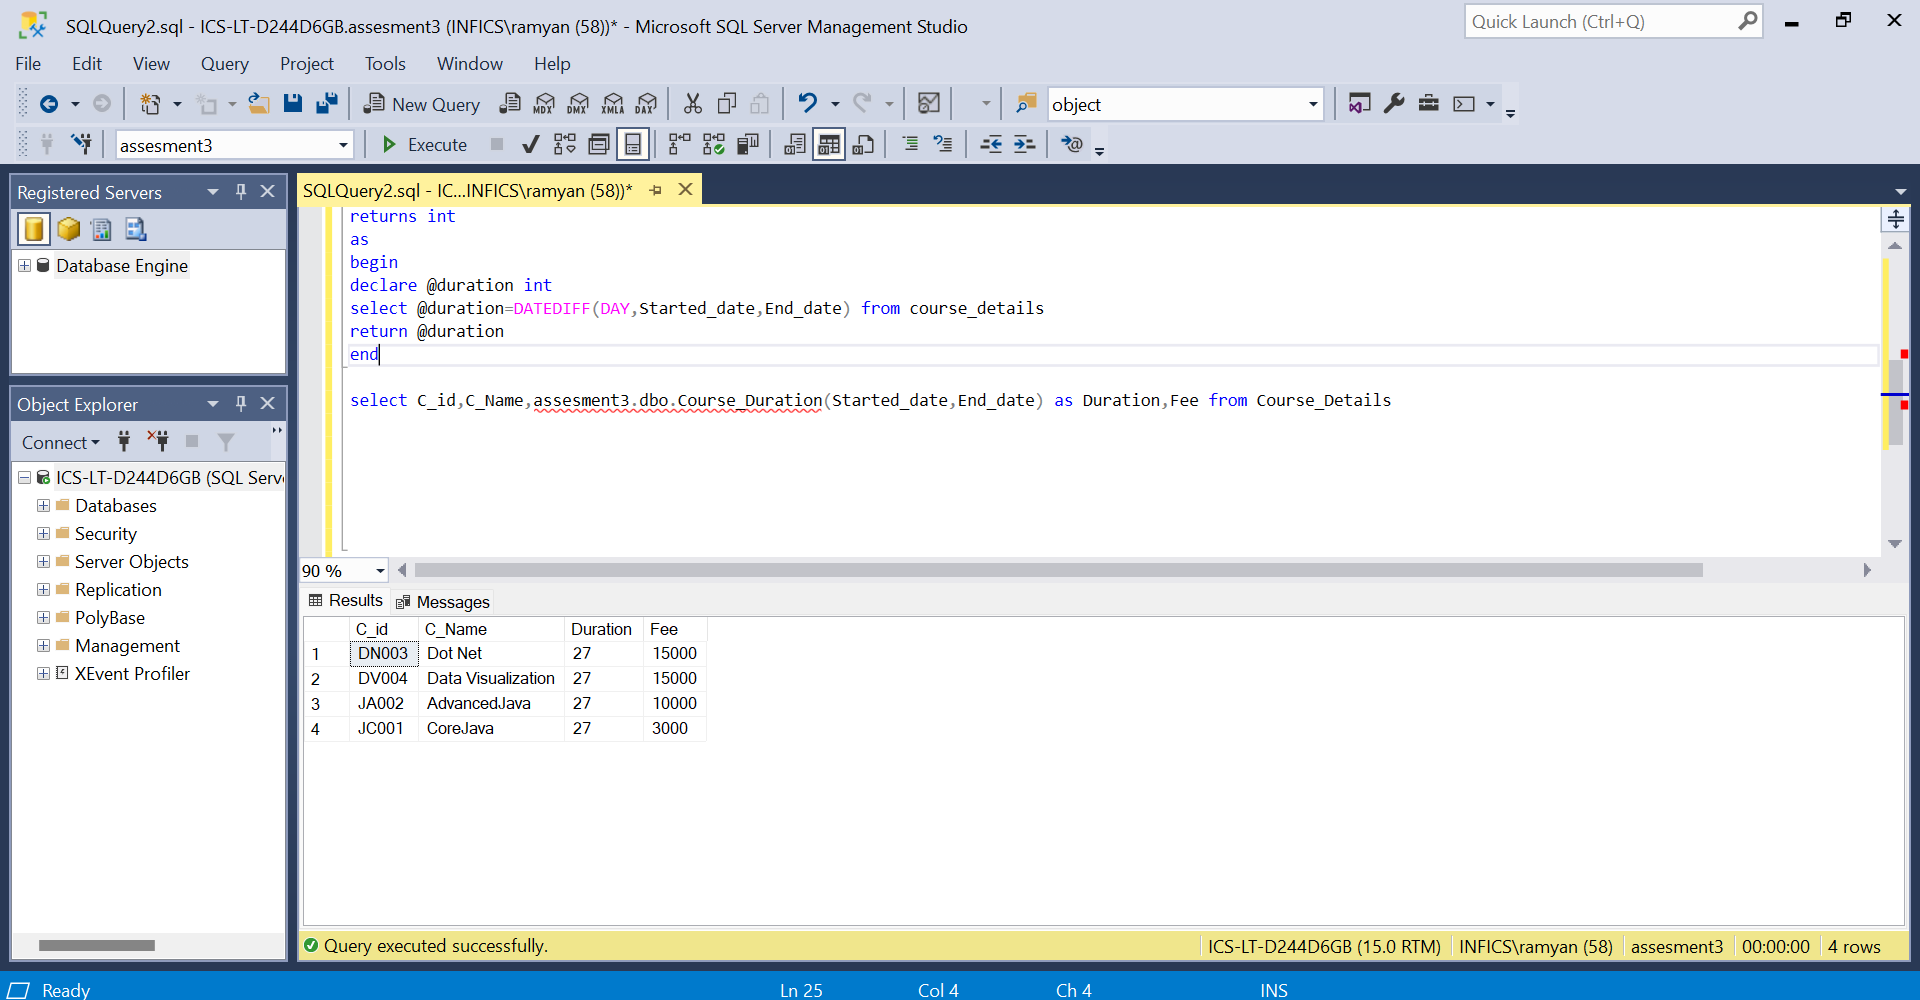 SQLQuery2.sql - ICS-LT-D244D6GB.assesment3 (INFICS\ramyan (58))* - Microsoft SQL Server Management Studio
Quick Launch (Ctrl+Q)
File Edit View Query Project Tools Window Help
New Query MDX DMX XMLA DAX object
assesment3 Execute
Registered Servers
Database Engine
Object Explorer
Connect
ICS-LT-D244D6GB (SQL Serv
Databases
Security
Server Objects
Replication
PolyBase
Management
XEvent Profiler
SQLQuery2.sql - IC...INFICS\ramyan (58))*
returns int
as
begin
declare @duration int
select @duration=DATEDIFF(DAY,Started_date,End_date) from course_details
return @duration
end
select C_id,C_Name,assesment3.dbo.Course_Duration(Started_date,End_date) as Duration,Fee from Course_Details
90 %
Results Messages
C_id C_Name Duration Fee
1 DN003 Dot Net 27 15000
2 DV004 Data Visualization 27 15000
3 JA002 AdvancedJava 27 10000
4 JC001 CoreJava 27 3000
Query executed successfully. ICS-LT-D244D6GB (15.0 RTM) INFICS\ramyan (58) assesment3 00:00:00 4 rows
Ready Ln 25 Col 4 Ch 4 INS